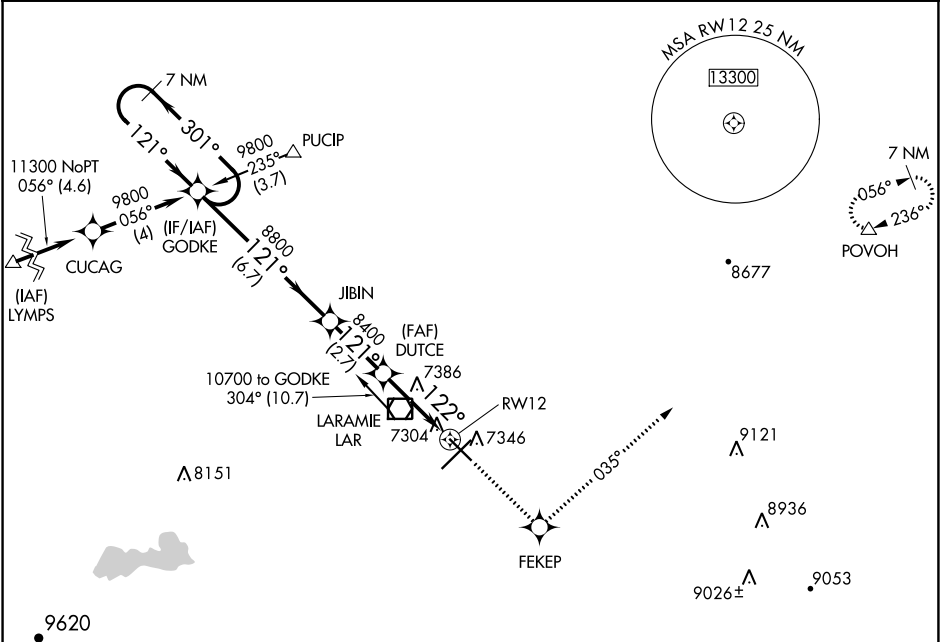 MSA RW12 25 NM
13300
7 NM
301°
121°
9800
235°
(3.7)
PUCIP
11300 NoPT
056° (4.6)
9800
056°
(4)
(IF/IAF)
GODKE
CUCAG
(IAF)
LYMPS
7 NM
056°
236°
POVOH
8677
8800
121°
(6.7)
JIBIN
8400
121°
(2.7)
(FAF)
DUTCE
7386
10700 to GODKE
304° (10.7)
122°
RW12
LARAMIE
LAR
7304
7346
8151
035°
9121
8936
FEKEP
9026±
9053
9620